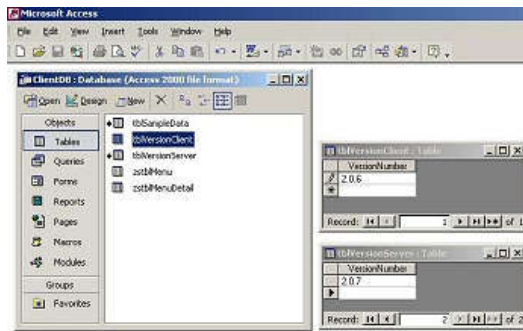 Microsoft Access
File Edit View Insert Tools Window Help
ClientDB : Database (Access 2000 file format)
Open Design New
Objects
Tables
Queries
Forms
Reports
Pages
Macros
Modules
Groups
Favorites
tblSampleData
tblVersionClient
tblVersionServer
zstblMenu
zstblMenuDetail
tblVersionClient : Table
VersionNumber
2.0.6
Record: 1 of 1
tblVersionServer : Table
VersionNumber
2.0.7
Record: 2 of 2